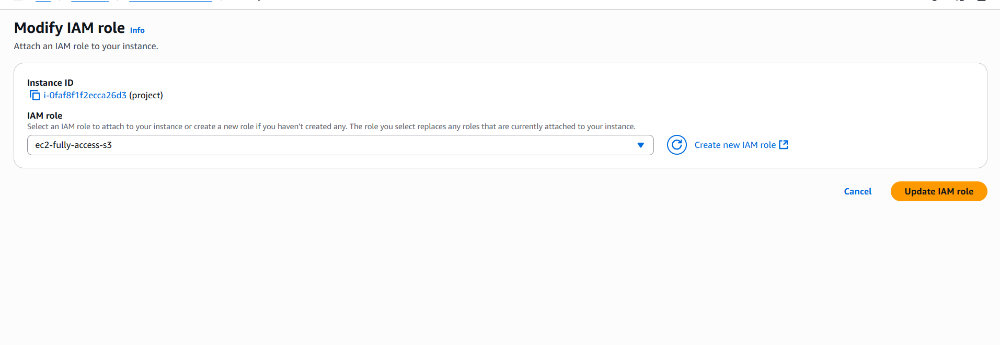 Modify IAM role Info
Attach an IAM role to your instance.
Instance ID
i-0faf8f1f2ecca26d3 (project)
IAM role
Select an IAM role to attach to your instance or create a new role if you haven't created any. The role you select replaces any roles that are currently attached to your instance.
ec2-fully-access-s3
Create new IAM role
Cancel
Update IAM role